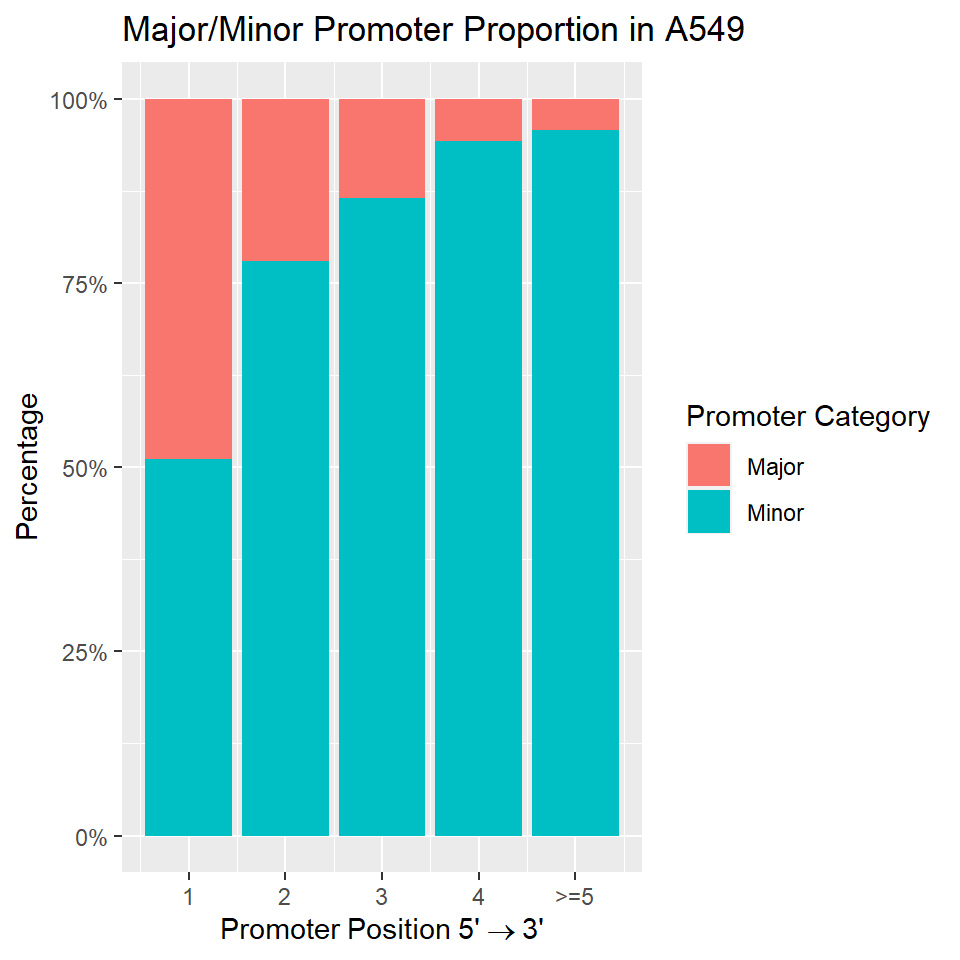 Major/Minor Promoter Proportion in A549
Percentage
100%
75%
50%
25%
0%
1 2 3 4 >=5
Promoter Position 5' → 3'
Promoter Category
Major
Minor